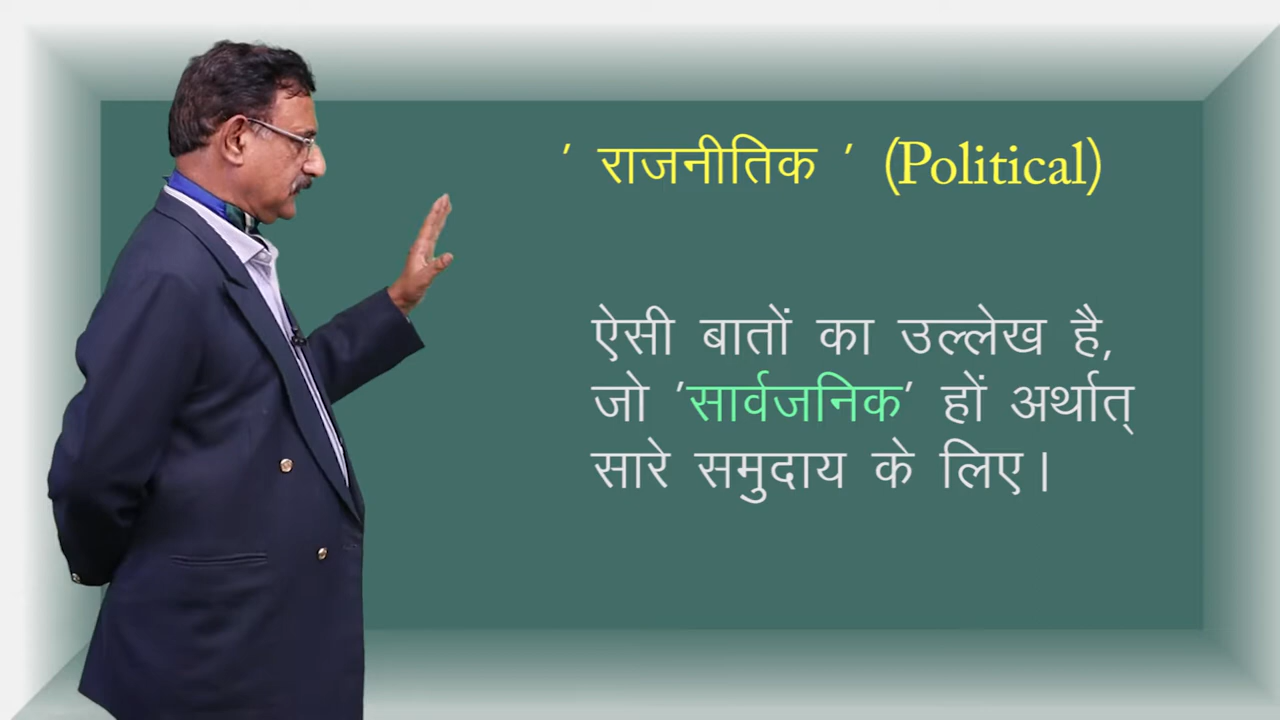 ' राजनीतिक ' (Political)
ऐसी बातों का उल्लेख है,
जो 'सार्वजनिक' हों अर्थात्
सारे समुदाय के लिए।